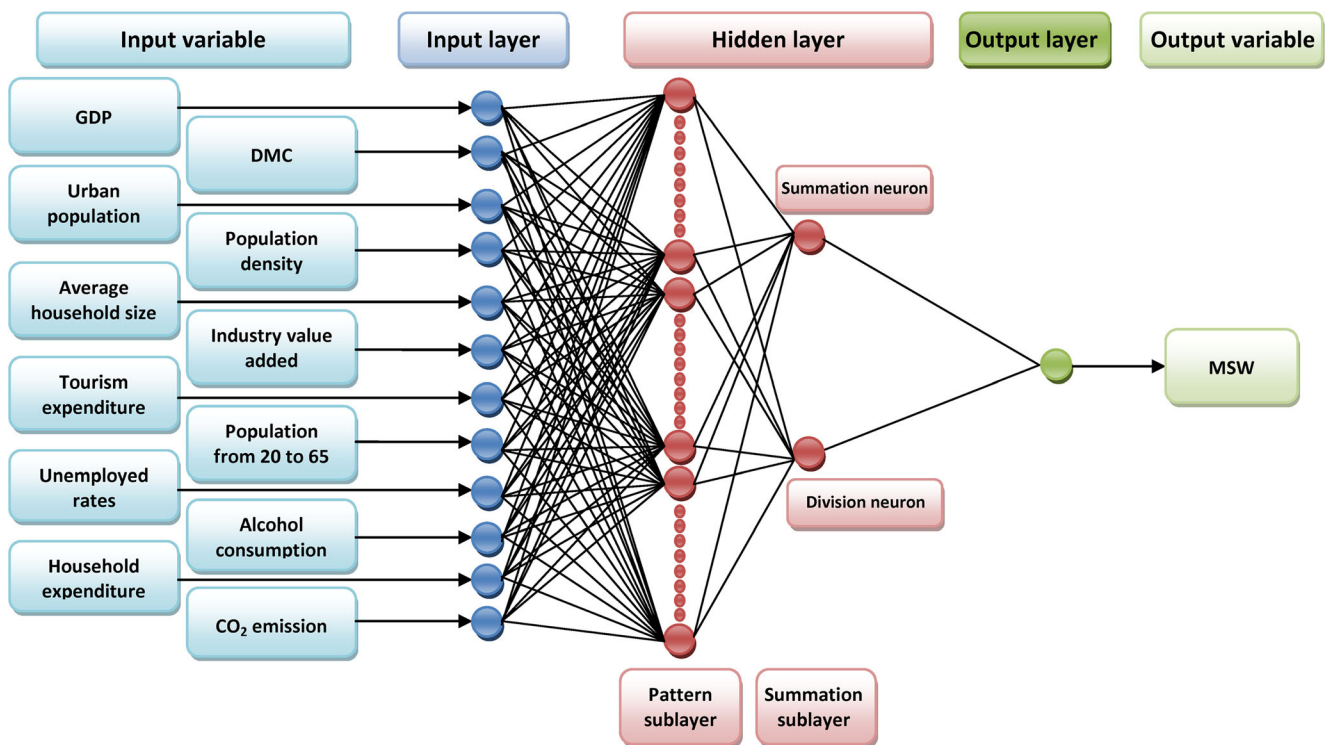 Input variable
Input layer
Hidden layer
Output layer
Output variable
GDP
DMC
Urban
population
Population
density
Average
household size
Industry value
added
Tourism
expenditure
Population
from 20 to 65
Unemployed
rates
Alcohol
consumption
Household
expenditure
CO₂ emission
Summation neuron
Division neuron
MSW
Pattern
sublayer
Summation
sublayer